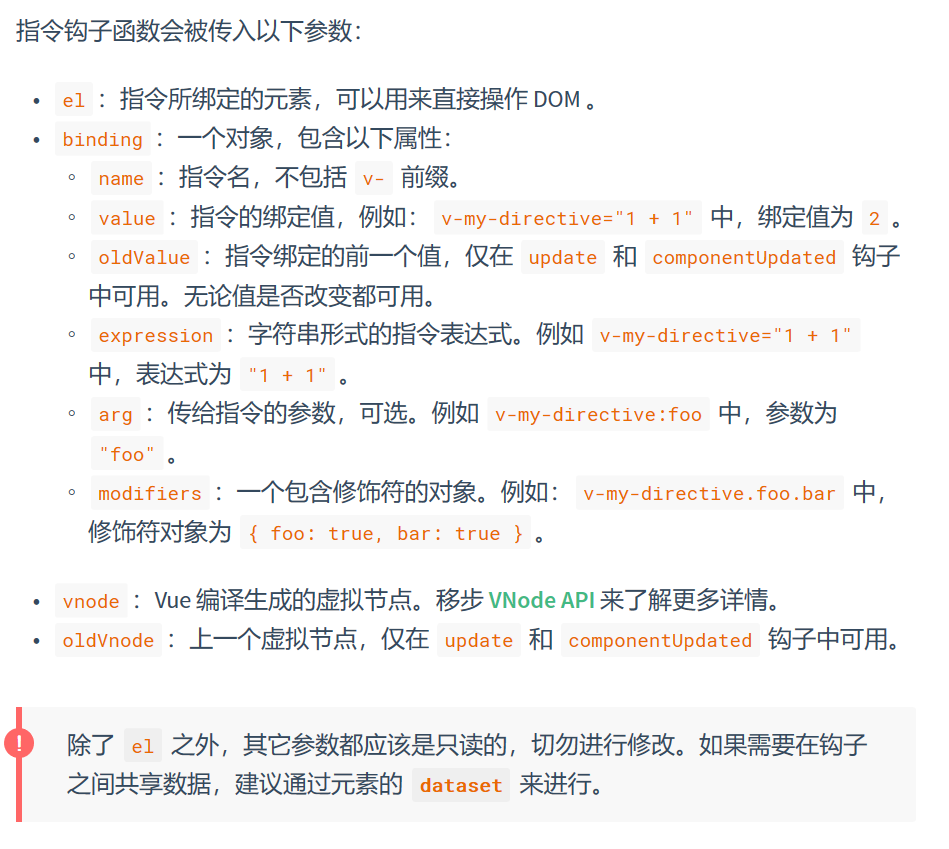 指令钩子函数会被传入以下参数：
• el ：指令所绑定的元素，可以用来直接操作 DOM 。
• binding ：一个对象，包含以下属性：
◦ name ：指令名，不包括 v- 前缀。
◦ value ：指令的绑定值，例如： v-my-directive="1 + 1" 中，绑定值为 2 。
◦ oldValue ：指令绑定的前一个值，仅在 update 和 componentUpdated 钩子
中可用。无论值是否改变都可用。
◦ expression ：字符串形式的指令表达式。例如 v-my-directive="1 + 1"
中，表达式为 "1 + 1" 。
◦ arg ：传给指令的参数，可选。例如 v-my-directive:foo 中，参数为
"foo" 。
◦ modifiers ：一个包含修饰符的对象。例如： v-my-directive.foo.bar 中，
修饰符对象为 { foo: true, bar: true } 。
• vnode ：Vue 编译生成的虚拟节点。移步 VNode API 来了解更多详情。
• oldVnode ：上一个虚拟节点，仅在 update 和 componentUpdated 钩子中可用。
! 除了 el 之外，其它参数都应该是只读的，切勿进行修改。如果需要在钩子
之间共享数据，建议通过元素的 dataset 来进行。